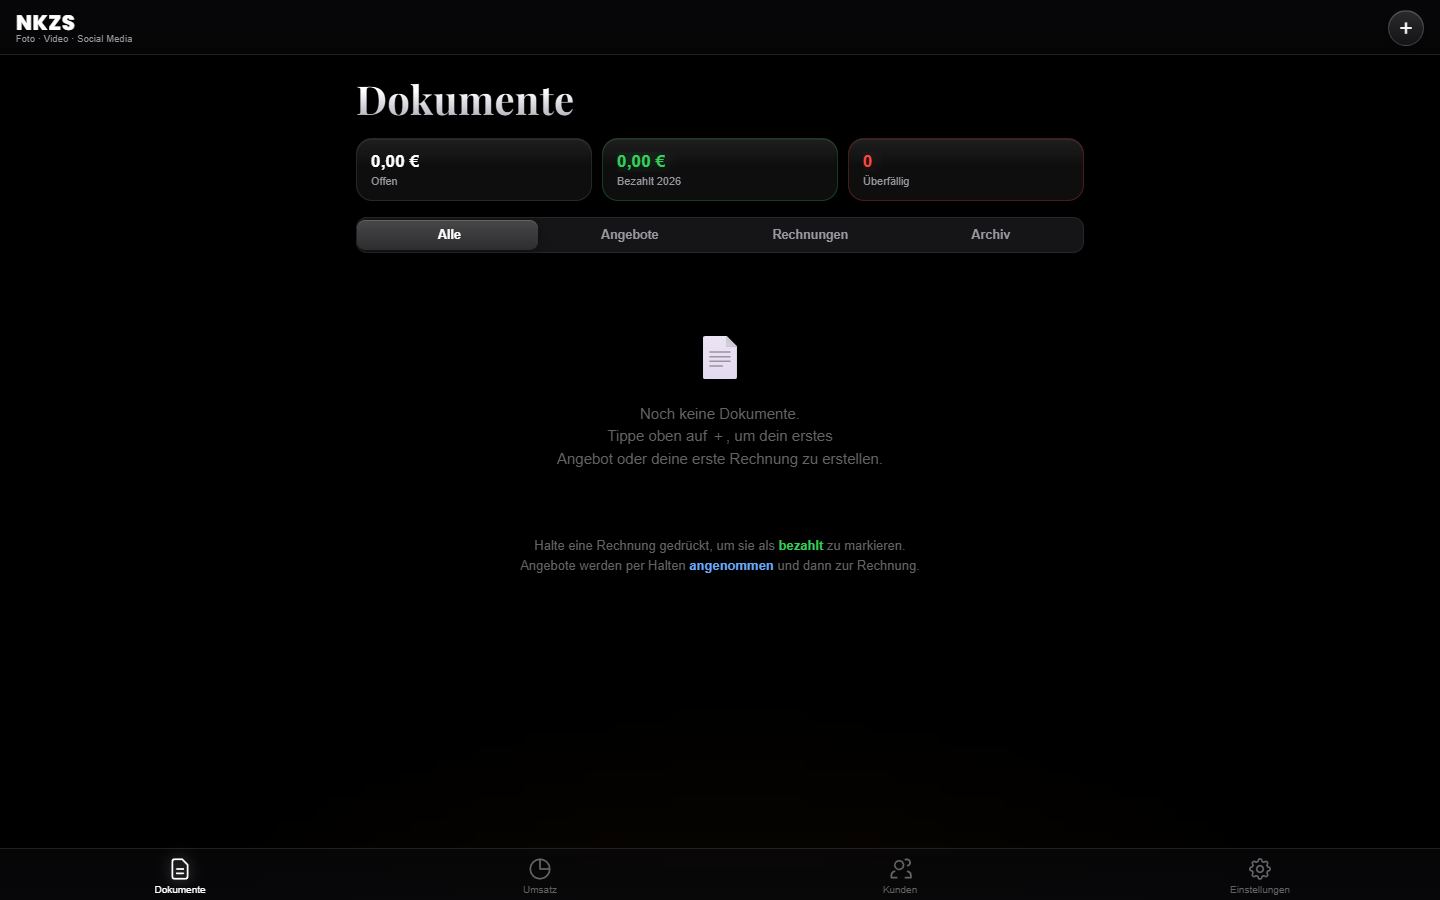 NKZS
Foto · Video · Social Media
+
Dokumente
0,00 €
Offen
0,00 €
Bezahlt 2026
0
Überfällig
Alle
Angebote
Rechnungen
Archiv
Noch keine Dokumente.
Tippe oben auf + , um dein erstes
Angebot oder deine erste Rechnung zu erstellen.
Halte eine Rechnung gedrückt, um sie als bezahlt zu markieren.
Angebote werden per Halten angenommen und dann zur Rechnung.
Dokumente
Umsatz
Kunden
Einstellungen